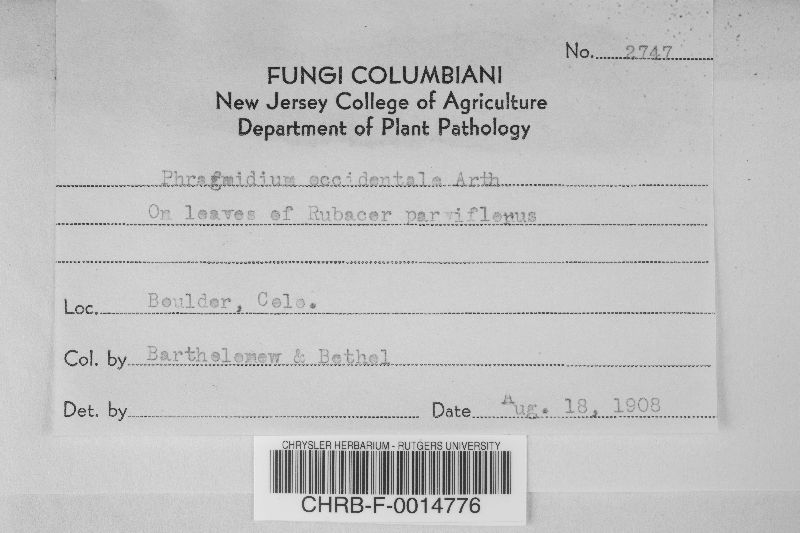 No. 2747
FUNGI COLUMBIANI
New Jersey College of Agriculture
Department of Plant Pathology
Phragmidium occidentale Arth
On leaves of Rubacer parviflorus
Loc. Boulder, Colo.
Col. by Bartholomew & Bethel
Det. by
Date Aug. 18, 1908
CHRYSLER HERBARIUM - RUTGERS UNIVERSITY
CHRB-F-0014776